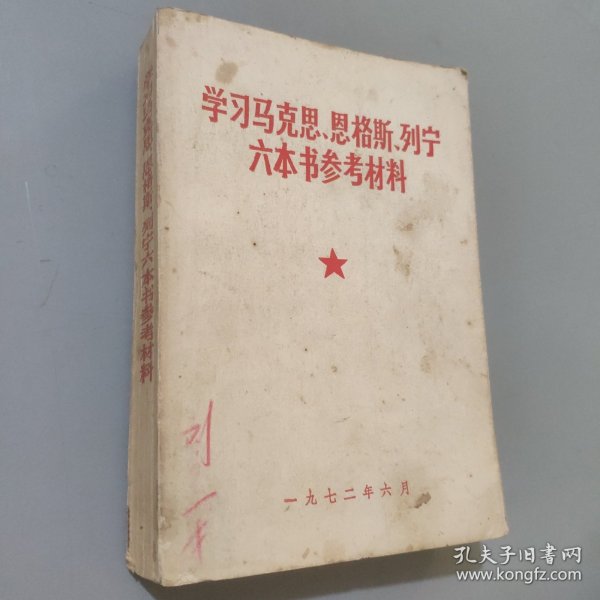 学习马克思、恩格斯、列宁
六本书参考材料
一九七二年六月
学习马克思、恩格斯、列宁六本书参考材料
孔夫子旧书网
www.kongfz.com